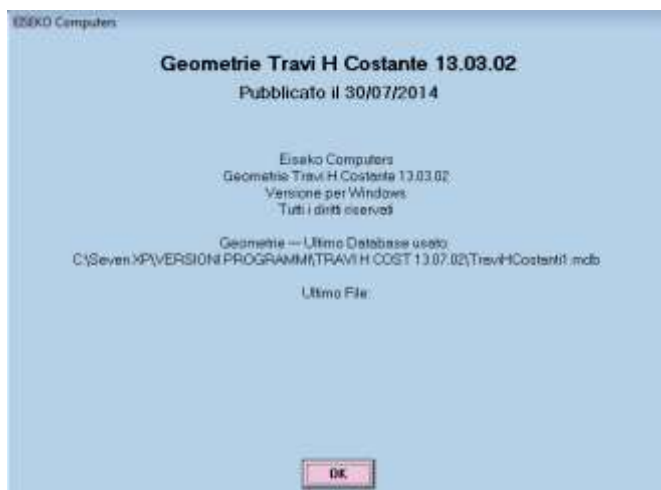 EISEKO Computers
Geometrie Travi H Costante 13.03.02
Pubblicato il 30/07/2014
Eiseko Computers
Geometrie Travi H Costante 13.03.02
Versione per Windows
Tutti i diritti riservati
Geometrie --- Ultimo Database usato:
C:\Seven XP\VERSIONI PROGRAMMI\TRAVI H COST 13.07.02\TraviHCostanti1.mdb
Ultimo File:
OK